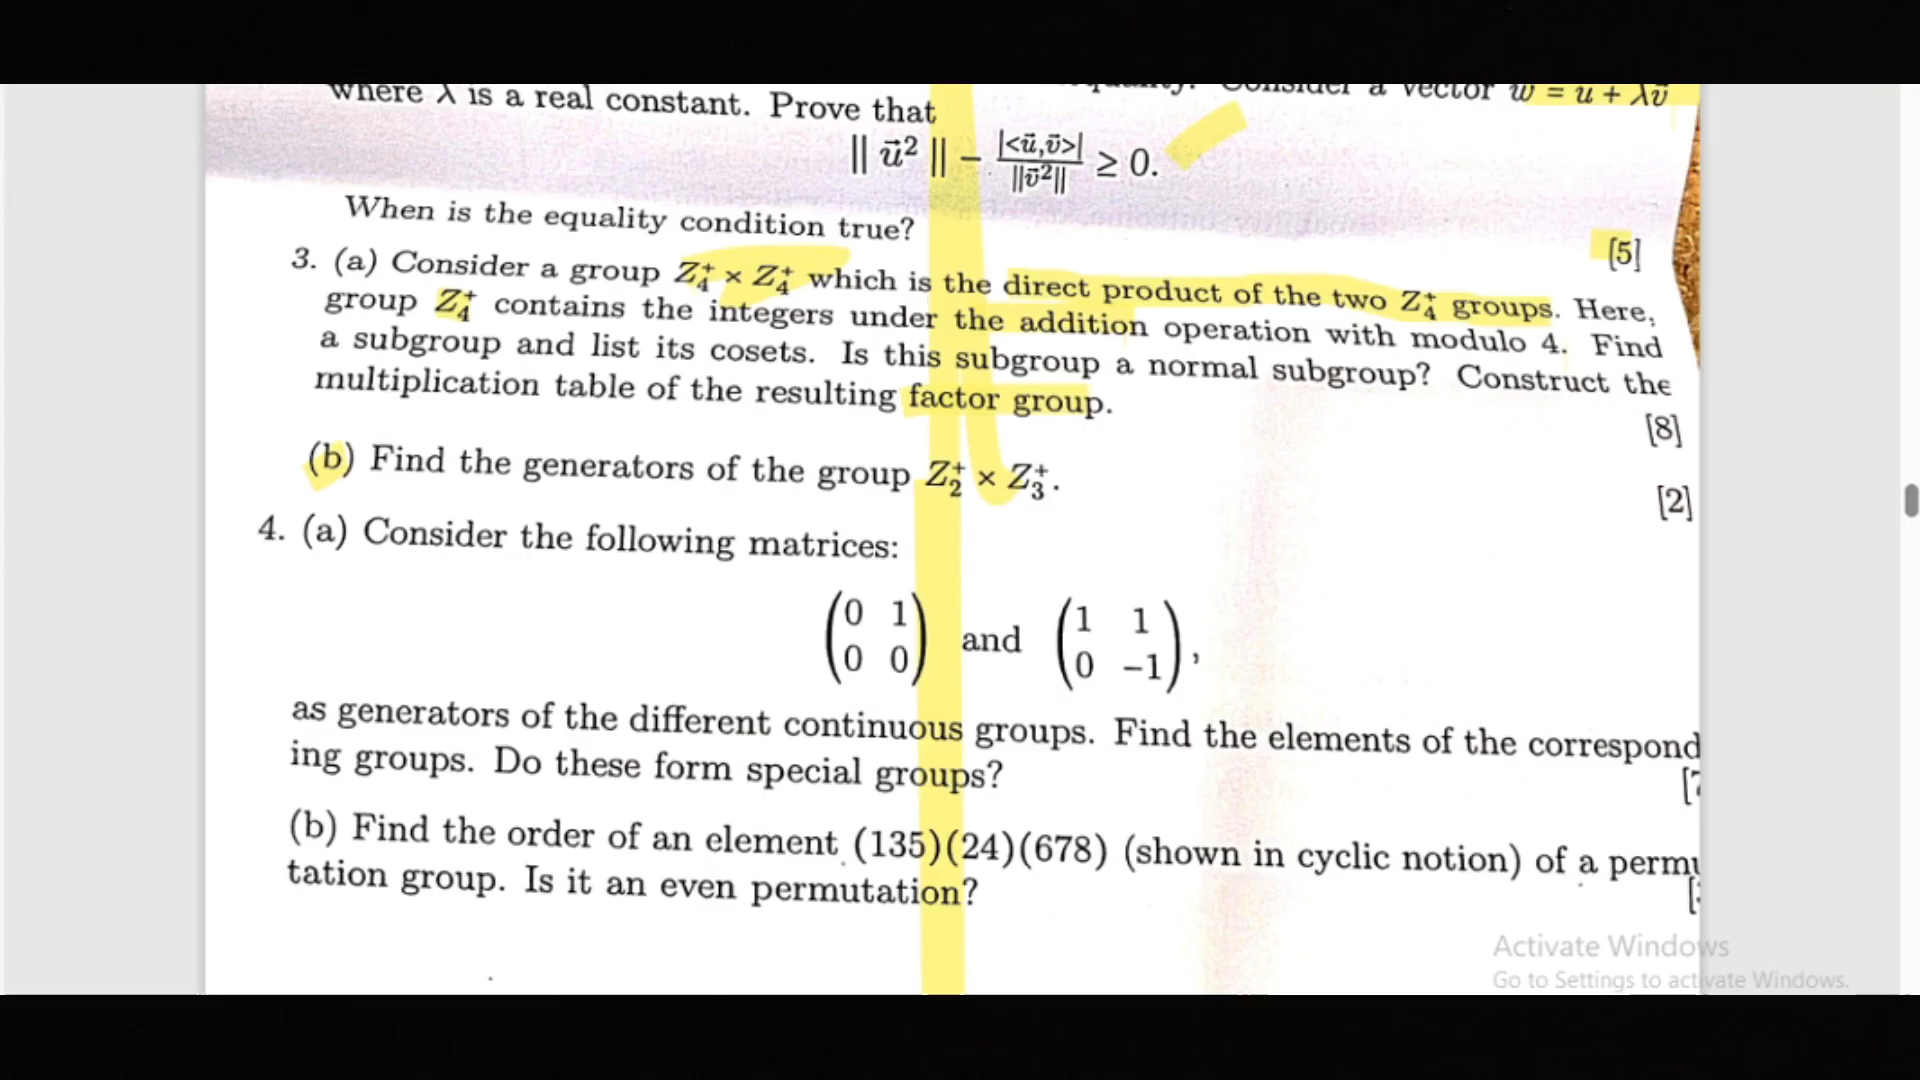 where λ is a real constant. Prove that vector w = u + λv̄
|| ū² || − |<ū,v̄>| / ||v̄²|| ≥ 0.
When is the equality condition true?
[5]
3. (a) Consider a group Z₄⁺ × Z₄⁺ which is the direct product of the two Z₄⁺ groups. Here,
group Z₄⁺ contains the integers under the addition operation with modulo 4. Find
a subgroup and list its cosets. Is this subgroup a normal subgroup? Construct the
multiplication table of the resulting factor group.
[8]
(b) Find the generators of the group Z₂⁺ × Z₃⁺.
[2]
4. (a) Consider the following matrices:
(0 1
0 0) and (1 1
0 −1),
as generators of the different continuous groups. Find the elements of the correspond
ing groups. Do these form special groups?
(b) Find the order of an element (135)(24)(678) (shown in cyclic notion) of a permu
tation group. Is it an even permutation?
Activate Windows
Go to Settings to activate Windows.